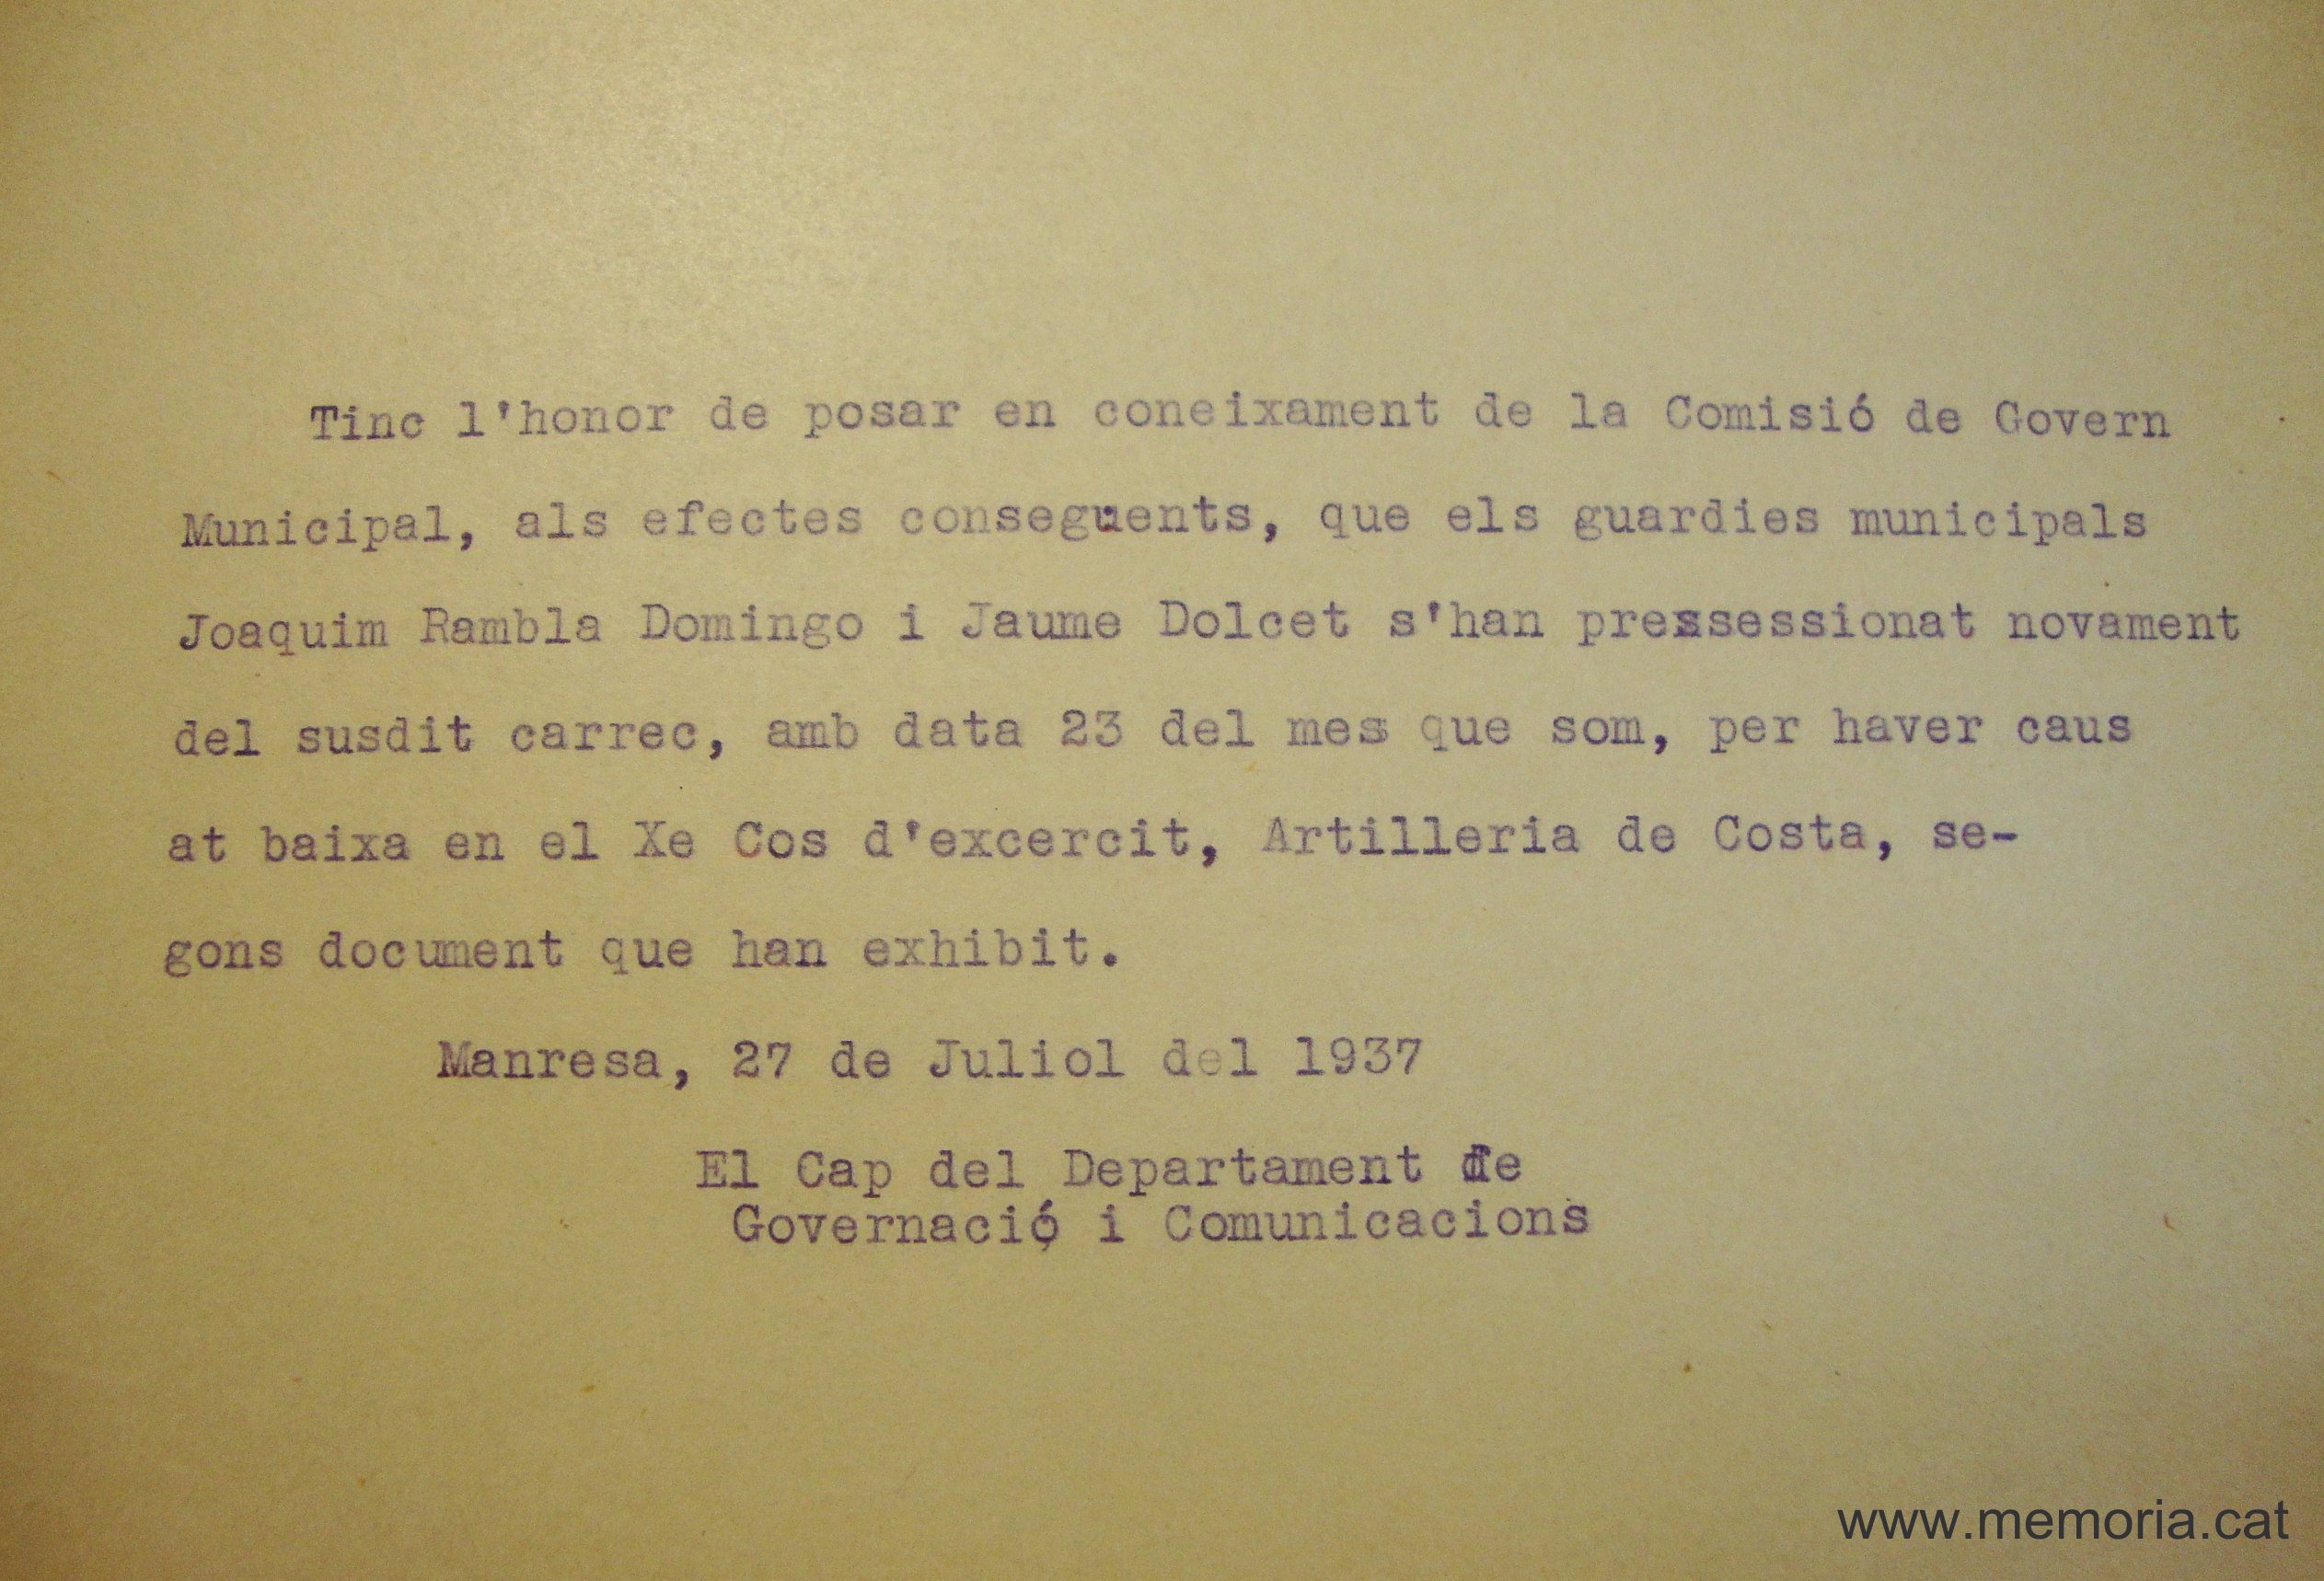 Tinc l'honor de posar en coneixament de la Comisió de Govern
Municipal, als efectes conseguents, que els guardies municipals
Joaquim Rambla Domingo i Jaume Dolcet s'han pressessionat novament
del susdit carrec, amb data 23 del mes que som, per haver caus
at baixa en el Xe Cos d'excercit, Artilleria de Costa, se-
gons document que han exhibit.
Manresa, 27 de Juliol del 1937
El Cap del Departament de
Governació i Comunicacions
www.memoria.cat